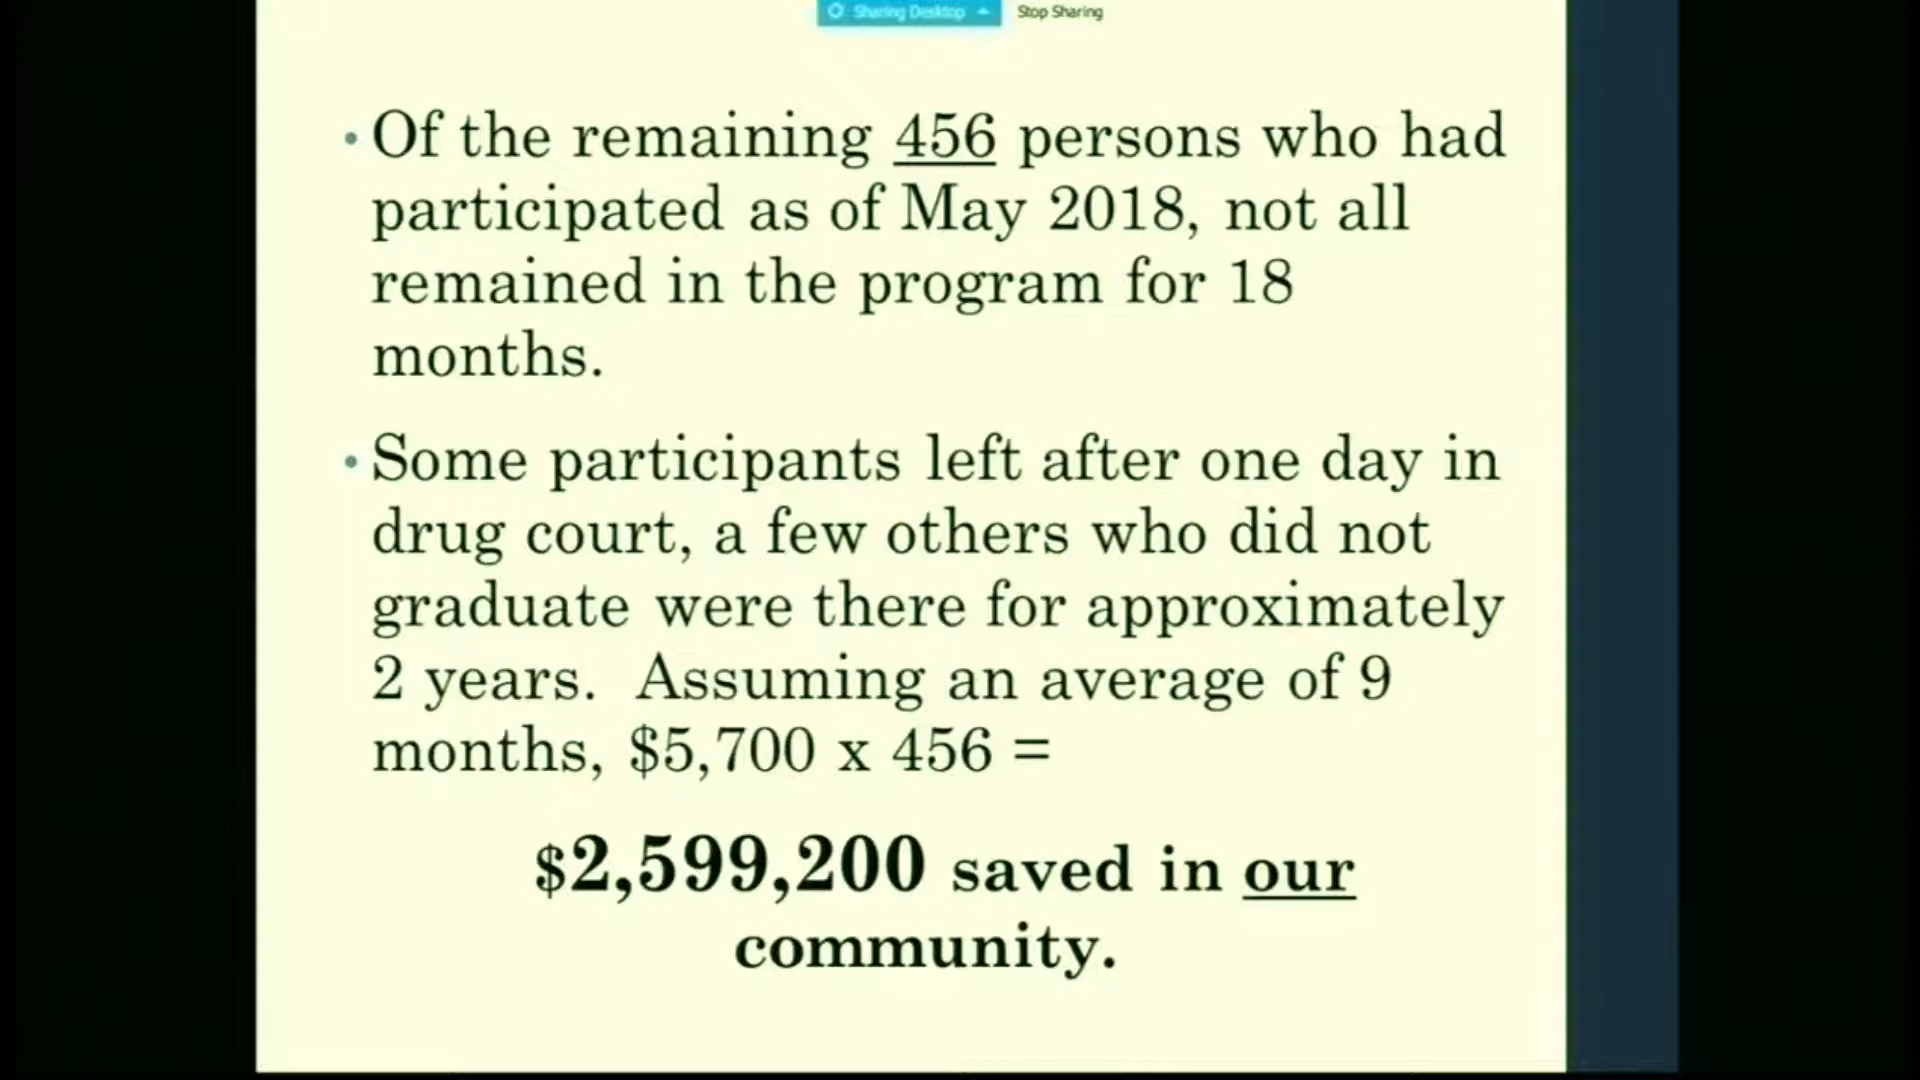 Sharing Desktop Stop Sharing
• Of the remaining 456 persons who had
participated as of May 2018, not all
remained in the program for 18
months.
• Some participants left after one day in
drug court, a few others who did not
graduate were there for approximately
2 years. Assuming an average of 9
months, $5,700 x 456 =
$2,599,200 saved in our
community.